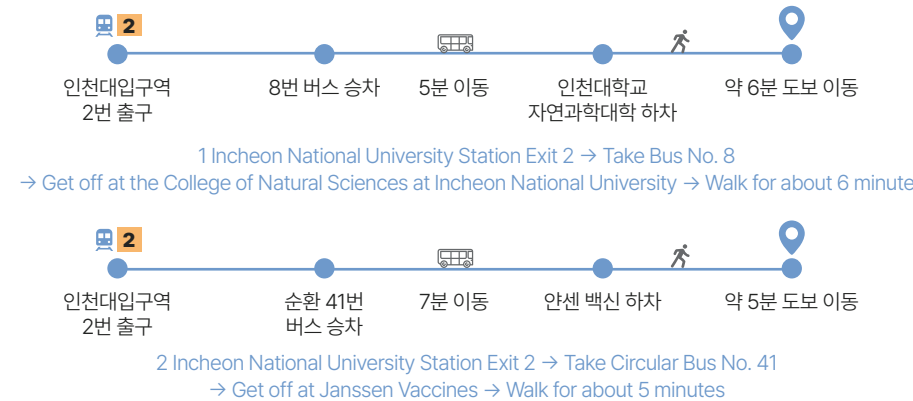 2
인천대입구역
2번 출구
8번 버스 승차
5분 이동
인천대학교
자연과학대학 하차
약 6분 도보 이동
1 Incheon National University Station Exit 2 → Take Bus No. 8
→ Get off at the College of Natural Sciences at Incheon National University → Walk for about 6 minute
2
인천대입구역
2번 출구
순환 41번
버스 승차
7분 이동
얀센 백신 하차
약 5분 도보 이동
2 Incheon National University Station Exit 2 → Take Circular Bus No. 41
→ Get off at Janssen Vaccines → Walk for about 5 minutes